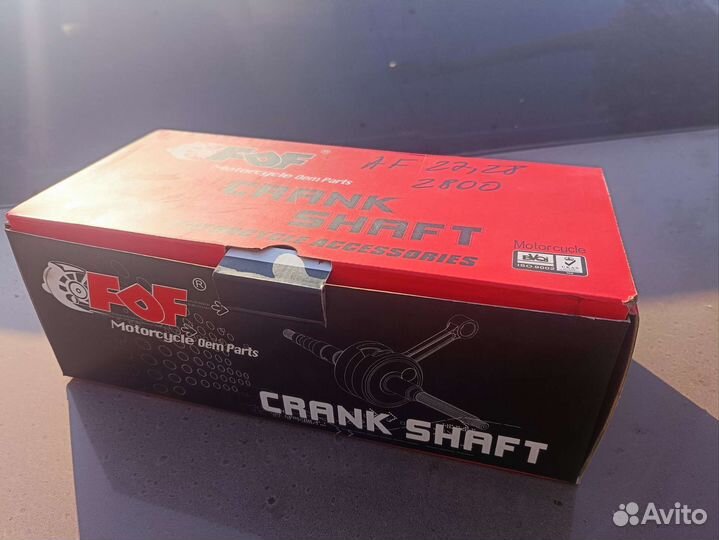 FOF ®
Motorcycle Oem Parts
AF 27,28
2800
CRANK
SHAFT
ACCESSORIES
Motorcycle
ISO:9002
FOF ®
Motorcycle Oem Parts
CRANK SHAFT
Avito